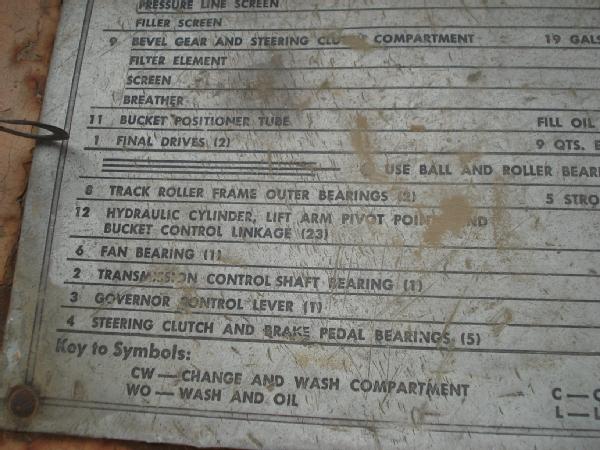 PRESSURE LINE SCREEN
FILLER SCREEN
9 BEVEL GEAR AND STEERING CLUTCH COMPARTMENT 19 GALS
FILTER ELEMENT
SCREEN
BREATHER
11 BUCKET POSITIONER TUBE FILL OIL
1 FINAL DRIVES (2) 9 QTS. E
USE BALL AND ROLLER BEAR
8 TRACK ROLLER FRAME OUTER BEARINGS (2) 5 STRO
12 HYDRAULIC CYLINDER, LIFT ARM PIVOT POIN ND
BUCKET CONTROL LINKAGE (23)
6 FAN BEARING (1)
2 TRANSMISSION CONTROL SHAFT BEARING (1)
3 GOVERNOR CONTROL LEVER (1)
4 STEERING CLUTCH AND BRAKE PEDAL BEARINGS (5)
Key to Symbols:
CW — CHANGE AND WASH COMPARTMENT C — C
WO — WASH AND OIL L — L